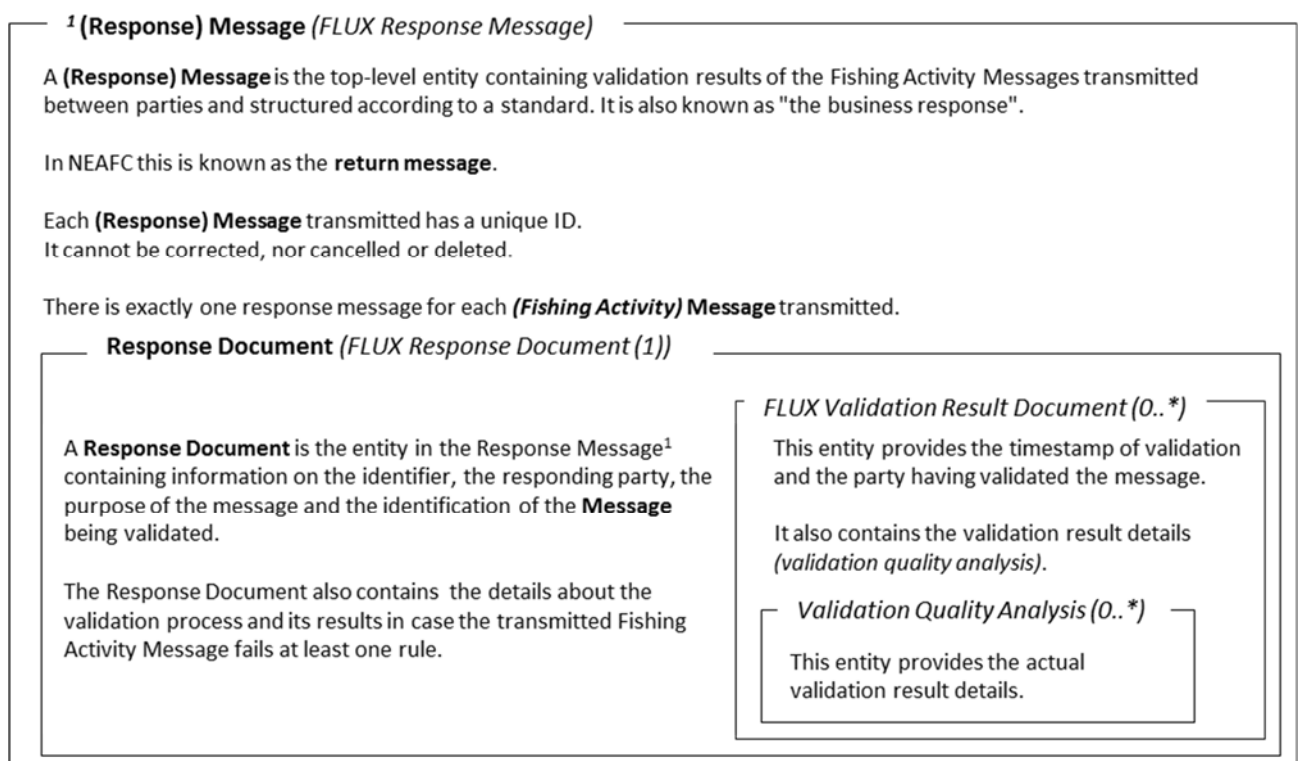 ¹ (Response) Message (FLUX Response Message)
A (Response) Message is the top-level entity containing validation results of the Fishing Activity Messages transmitted
between parties and structured according to a standard. It is also known as "the business response".
In NEAFC this is known as the return message.
Each (Response) Message transmitted has a unique ID.
It cannot be corrected, nor cancelled or deleted.
There is exactly one response message for each (Fishing Activity) Message transmitted.
Response Document (FLUX Response Document (1))
A Response Document is the entity in the Response Message¹
containing information on the identifier, the responding party, the
purpose of the message and the identification of the Message
being validated.
The Response Document also contains the details about the
validation process and its results in case the transmitted Fishing
Activity Message fails at least one rule.
FLUX Validation Result Document (0..*)
This entity provides the timestamp of validation
and the party having validated the message.
It also contains the validation result details
(validation quality analysis).
Validation Quality Analysis (0..*)
This entity provides the actual
validation result details.